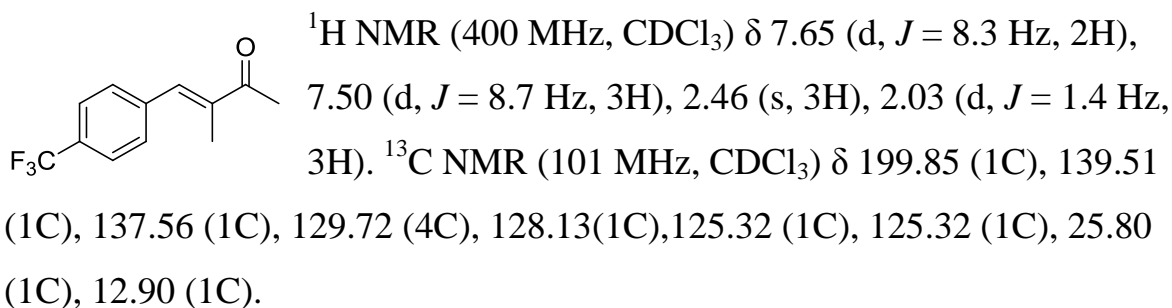 O
F₃C
¹H NMR (400 MHz, CDCl₃) δ 7.65 (d, J = 8.3 Hz, 2H),
7.50 (d, J = 8.7 Hz, 3H), 2.46 (s, 3H), 2.03 (d, J = 1.4 Hz,
3H). ¹³C NMR (101 MHz, CDCl₃) δ 199.85 (1C), 139.51
(1C), 137.56 (1C), 129.72 (4C), 128.13(1C),125.32 (1C), 125.32 (1C), 25.80
(1C), 12.90 (1C).